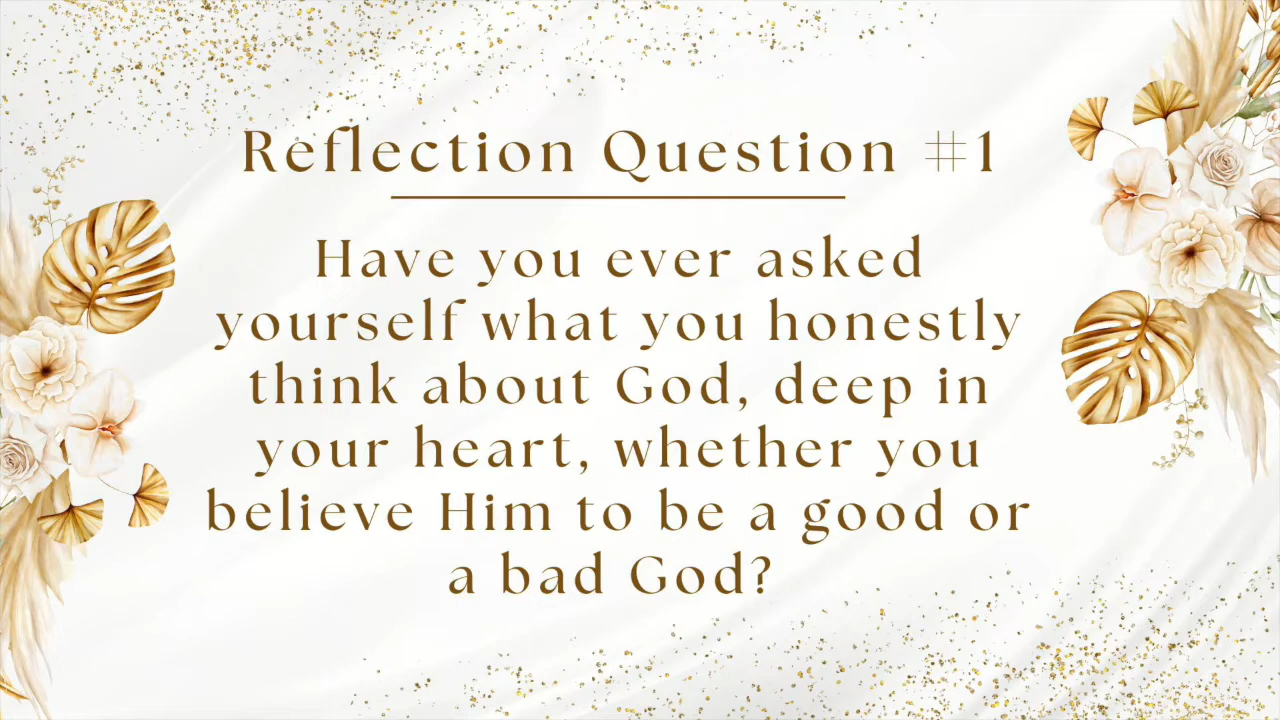 Reflection Question #1
Have you ever asked
yourself what you honestly
think about God, deep in
your heart, whether you
believe Him to be a good or
a bad God?